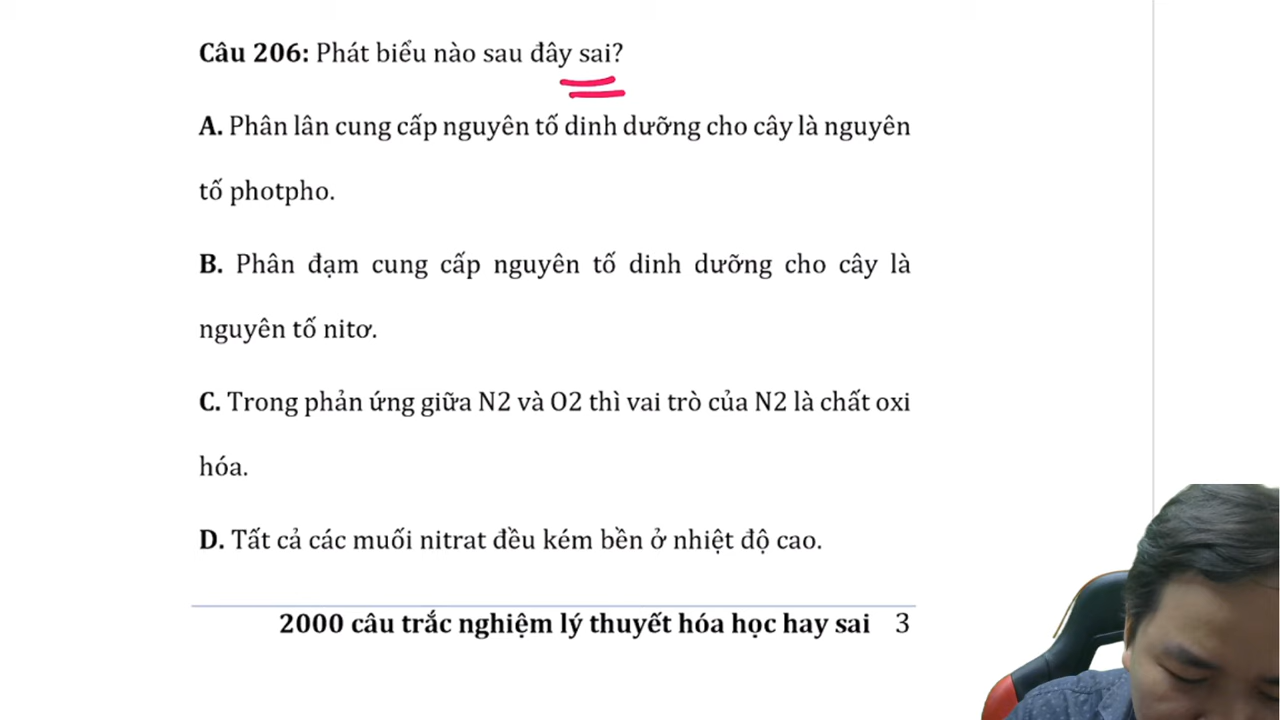 Câu 206: Phát biểu nào sau đây sai?
A. Phân lân cung cấp nguyên tố dinh dưỡng cho cây là nguyên
tố photpho.
B. Phân đạm cung cấp nguyên tố dinh dưỡng cho cây là
nguyên tố nitơ.
C. Trong phản ứng giữa N2 và O2 thì vai trò của N2 là chất oxi
hóa.
D. Tất cả các muối nitrat đều kém bền ở nhiệt độ cao.
2000 câu trắc nghiệm lý thuyết hóa học hay sai 3